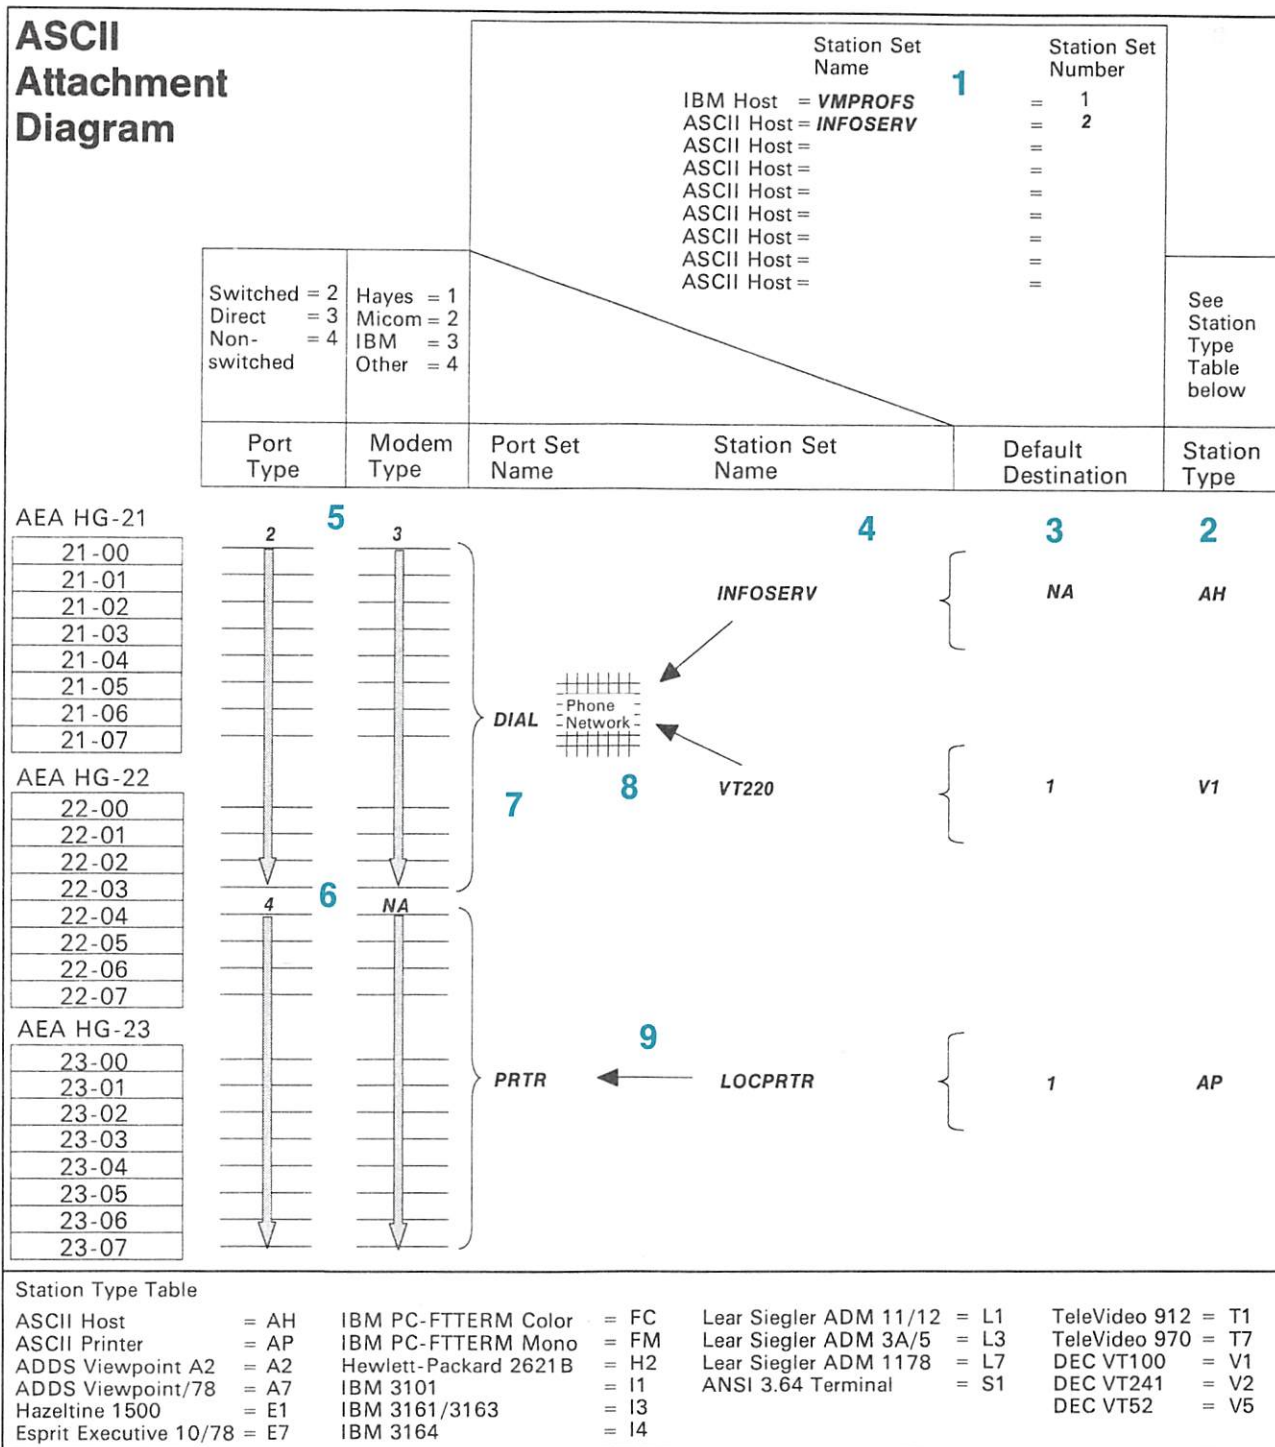 ASCII
Attachment
Diagram
Station Set
Name
1
Station Set
Number
IBM Host = VMPROFS = 1
ASCII Host = INFOSERV = 2
ASCII Host = =
ASCII Host = =
ASCII Host = =
ASCII Host = =
ASCII Host = =
ASCII Host = =
ASCII Host = =
Switched = 2
Direct = 3
Non- = 4
switched
Hayes = 1
Micom = 2
IBM = 3
Other = 4
See
Station
Type
Table
below
Port
Type
Modem
Type
Port Set
Name
Station Set
Name
Default
Destination
Station
Type
AEA HG-21
5
4
3
2
2
3
21-00
21-01
21-02
21-03
21-04
21-05
21-06
21-07
INFOSERV
NA
AH
DIAL
Phone
Network
AEA HG-22
7
8
VT220
1
V1
22-00
22-01
22-02
22-03
22-04
22-05
22-06
22-07
6
4
NA
AEA HG-23
9
23-00
23-01
23-02
23-03
23-04
23-05
23-06
23-07
PRTR
LOCPRTR
1
AP
Station Type Table
ASCII Host = AH
ASCII Printer = AP
ADDS Viewpoint A2 = A2
ADDS Viewpoint/78 = A7
Hazeltine 1500 = E1
Esprit Executive 10/78 = E7
IBM PC-FTTERM Color = FC
IBM PC-FTTERM Mono = FM
Hewlett-Packard 2621B = H2
IBM 3101 = I1
IBM 3161/3163 = I3
IBM 3164 = I4
Lear Siegler ADM 11/12 = L1
Lear Siegler ADM 3A/5 = L3
Lear Siegler ADM 1178 = L7
ANSI 3.64 Terminal = S1
TeleVideo 912 = T1
TeleVideo 970 = T7
DEC VT100 = V1
DEC VT241 = V2
DEC VT52 = V5